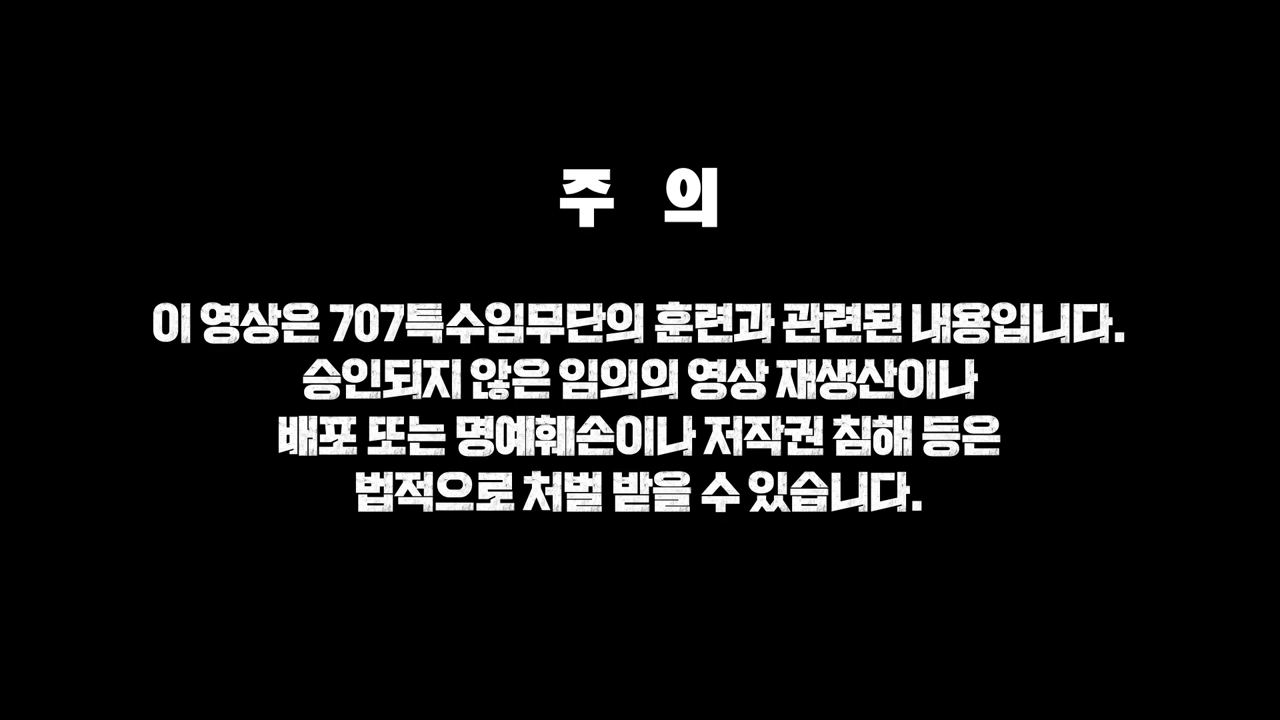 주 의
이 영상은 707특수임무단의 훈련과 관련된 내용입니다.
승인되지 않은 임의의 영상 재생산이나
배포 또는 명예훼손이나 저작권 침해 등은
법적으로 처벌 받을 수 있습니다.